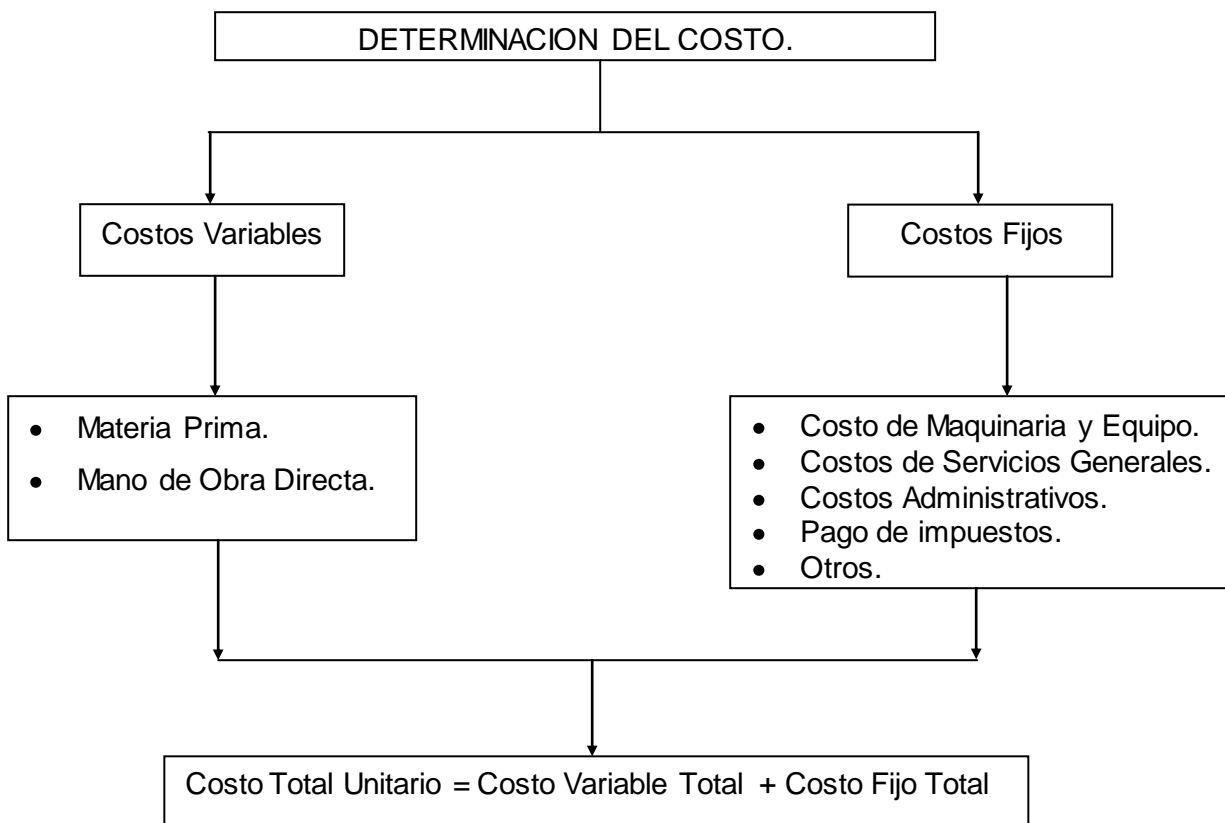 DETERMINACION DEL COSTO.
Costos Variables
Costos Fijos
• Materia Prima.
• Mano de Obra Directa.
• Costo de Maquinaria y Equipo.
• Costos de Servicios Generales.
• Costos Administrativos.
• Pago de impuestos.
• Otros.
Costo Total Unitario = Costo Variable Total + Costo Fijo Total